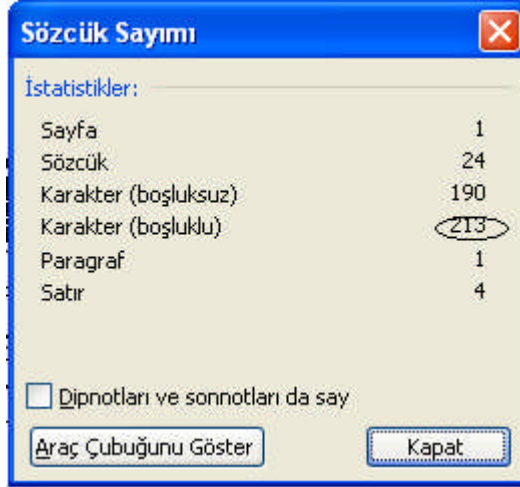 Sözcük Sayımı
İstatistikler:
Sayfa 1
Sözcük 24
Karakter (boşluksuz) 190
Karakter (boşluklu) 213
Paragraf 1
Satır 4
Dipnotları ve sonnotları da say
Araç Çubuğunu Göster Kapat